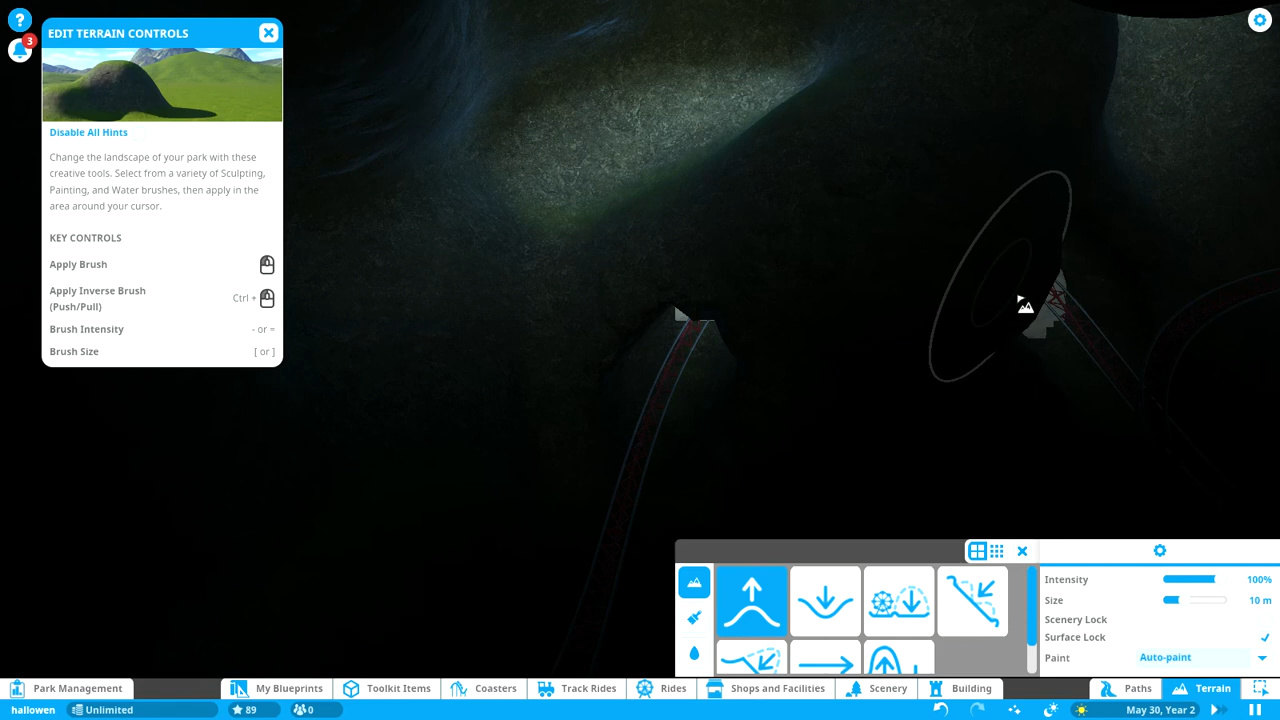 ?
3
EDIT TERRAIN CONTROLS
Disable All Hints
Change the landscape of your park with these
creative tools. Select from a variety of Sculpting,
Painting, and Water brushes, then apply in the
area around your cursor.
KEY CONTROLS
Apply Brush
Apply Inverse Brush
(Push/Pull)
Ctrl +
Brush Intensity
- or =
Brush Size
[ or ]
Intensity
100%
Size
10 m
Scenery Lock
Surface Lock
Paint
Auto-paint
Park Management
My Blueprints
Toolkit Items
Coasters
Track Rides
Rides
Shops and Facilities
Scenery
Building
Paths
Terrain
hallowen
Unlimited
89
0
May 30, Year 2